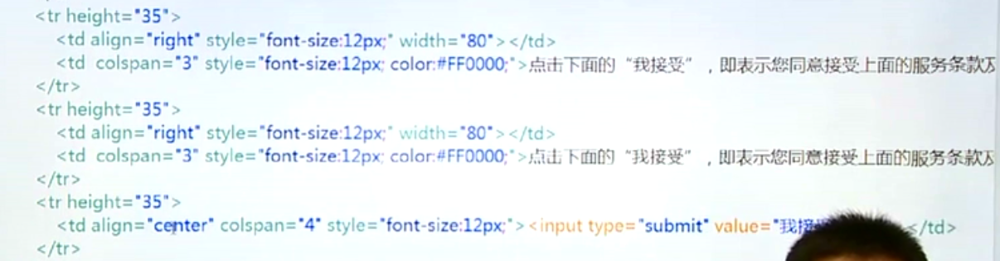 <tr height="35">
<td align="right" style="font-size:12px;" width="80"></td>
<td colspan="3" style="font-size:12px; color:#FF0000;">点击下面的“我接受”，即表示您同意接受上面的服务条款及
</tr>
<tr height="35">
<td align="right" style="font-size:12px;" width="80"></td>
<td colspan="3" style="font-size:12px; color:#FF0000;">点击下面的“我接受”，即表示您同意接受上面的服务条款及
</tr>
<tr height="35">
<td align="center" colspan="4" style="font-size:12px;"><input type="submit" value="我接 </td>
</tr>